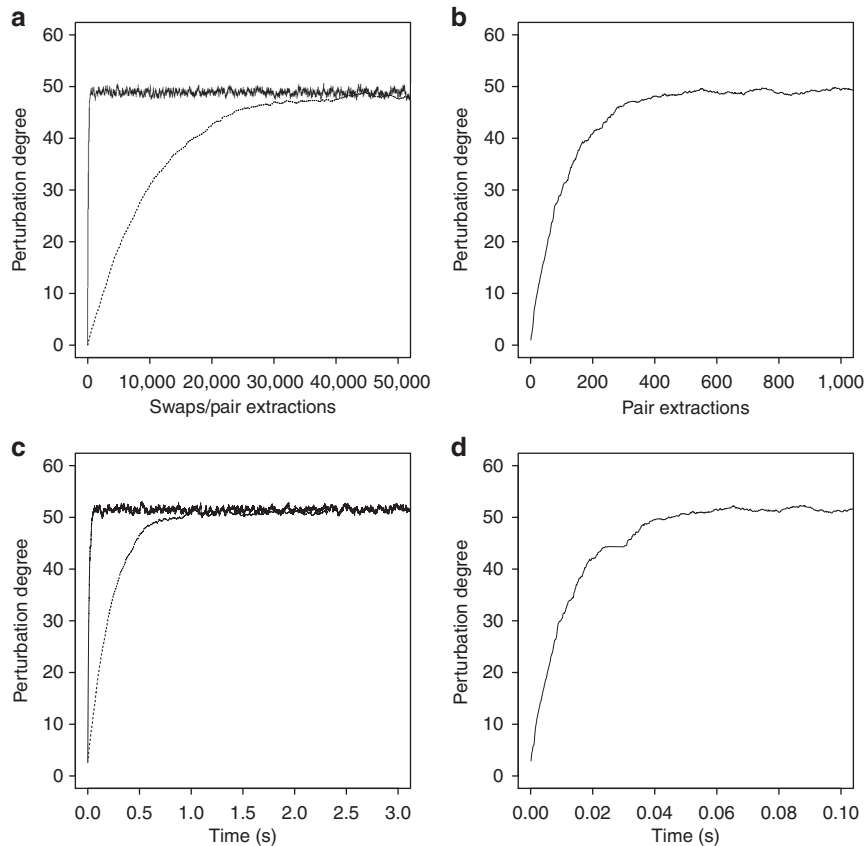 a
60
50
40
30
20
10
0
Perturbation degree
0 10,000 20,000 30,000 40,000 50,000
Swaps/pair extractions
b
60
50
40
30
20
10
0
Perturbation degree
0 200 400 600 800 1,000
Pair extractions
c
60
50
40
30
20
10
0
Perturbation degree
0.0 0.5 1.0 1.5 2.0 2.5 3.0
Time (s)
d
60
50
40
30
20
10
0
Perturbation degree
0.00 0.02 0.04 0.06 0.08 0.10
Time (s)